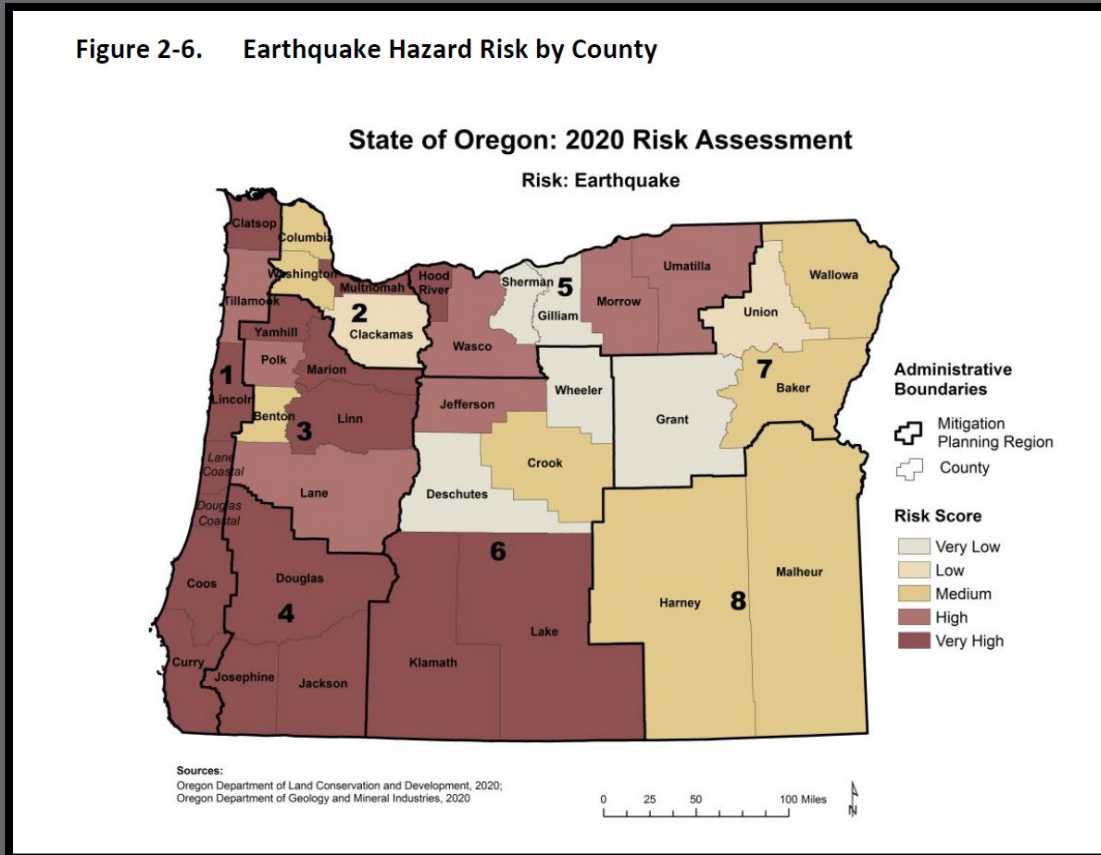 Figure 2-6. Earthquake Hazard Risk by County
State of Oregon: 2020 Risk Assessment
Risk: Earthquake
Clatsop
Columbia
Washington
Tillamook
Multnomah
Hood
River
Sherman
5
Gilliam
Morrow
Umatilla
Wallowa
Union
2
Clackamas
Yamhill
Wasco
Polk
Marion
1
Lincoln
Benton
3
Linn
Jefferson
Wheeler
Grant
7
Baker
Lane
Coastal
Lane
Crook
Deschutes
Douglas
Coastal
6
Coos
Douglas
4
Malheur
Harney
8
Lake
Klamath
Curry
Josephine
Jackson
Administrative
Boundaries
Mitigation
Planning Region
County
Risk Score
Very Low
Low
Medium
High
Very High
Sources:
Oregon Department of Land Conservation and Development, 2020;
Oregon Department of Geology and Mineral Industries, 2020
0 25 50 100 Miles
N